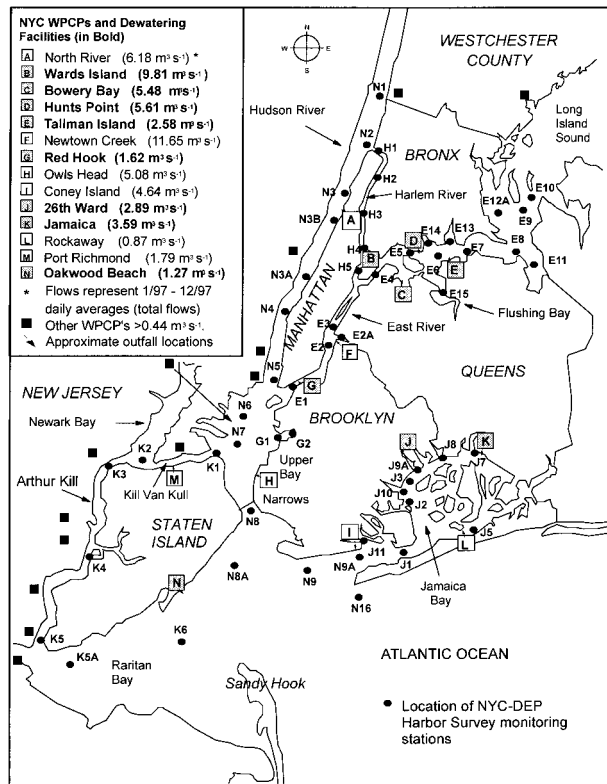 NYC WPCPs and Dewatering
Facilities (in Bold)
A North River (6.18 m³ s⁻¹) *
B Wards Island (9.81 m³ s⁻¹)
C Bowery Bay (5.48 m³ s⁻¹)
D Hunts Point (5.61 m³ s⁻¹)
E Tallman Island (2.58 m³ s⁻¹)
F Newtown Creek (11.65 m³ s⁻¹)
G Red Hook (1.62 m³ s⁻¹)
H Owls Head (5.08 m³ s⁻¹)
I Coney Island (4.64 m³ s⁻¹)
J 26th Ward (2.89 m³ s⁻¹)
K Jamaica (3.59 m³ s⁻¹)
L Rockaway (0.87 m³ s⁻¹)
M Port Richmond (1.79 m³ s⁻¹)
N Oakwood Beach (1.27 m³ s⁻¹)
* Flows represent 1/97 - 12/97
daily averages (total flows)
Other WPCP's >0.44 m³ s⁻¹.
Approximate outfall locations
N
W E
S
WESTCHESTER
COUNTY
N1
Hudson River
Long
Island
Sound
N2
H1
BRONX
H2
N3
Harlem River
E10
E12A
E9
N3B
A
H3
H4
B
D
E14
E13
E5
E7
E8
E6
E
H5
E4
E11
N3A
C
E15
MANHATTAN
N4
Flushing Bay
East River
E3
E2A
E2
F
QUEENS
N5
G
E1
NEW JERSEY
N6
BROOKLYN
Newark Bay
N7
G1
G2
J
J8
K
K2
K1
Upper
Bay
J9A
K3
Kill Van Kull
J3
Arthur Kill
M
H
J10
Narrows
J2
STATEN
ISLAND
N8
I
J11
J5
L
K4
N8A
N9
N9A
J1
N
Jamaica
Bay
N16
K5
K6
K5A
Raritan
Bay
ATLANTIC OCEAN
Sandy Hook
Location of NYC-DEP
Harbor Survey monitoring
stations